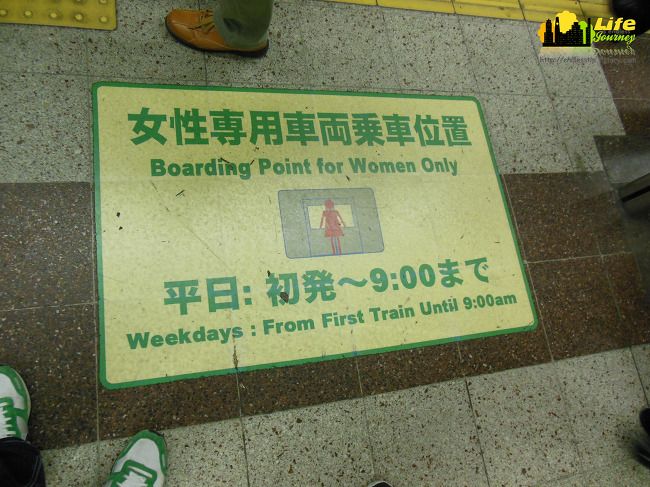 女性専用車両乗車位置
Boarding Point for Women Only
平日: 初発～9:00まで
Weekdays : From First Train Until 9:00am
Life
Journey